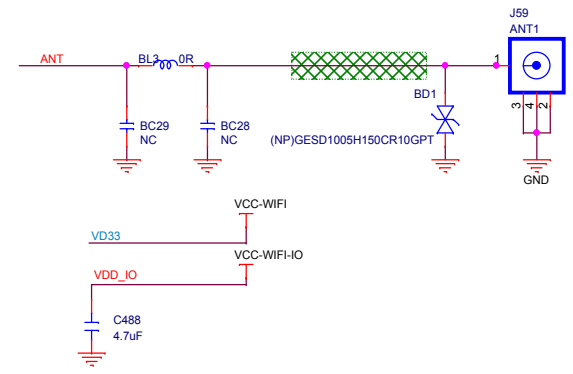 J59
ANT1
ANT
BL3
0R
1
BD1
BC29
NC
BC28
NC
3
4
2
(NP)GESD1005H150CR10GPT
GND
VCC-WIFI
VD33
VCC-WIFI-IO
VDD_IO
C488
4.7uF